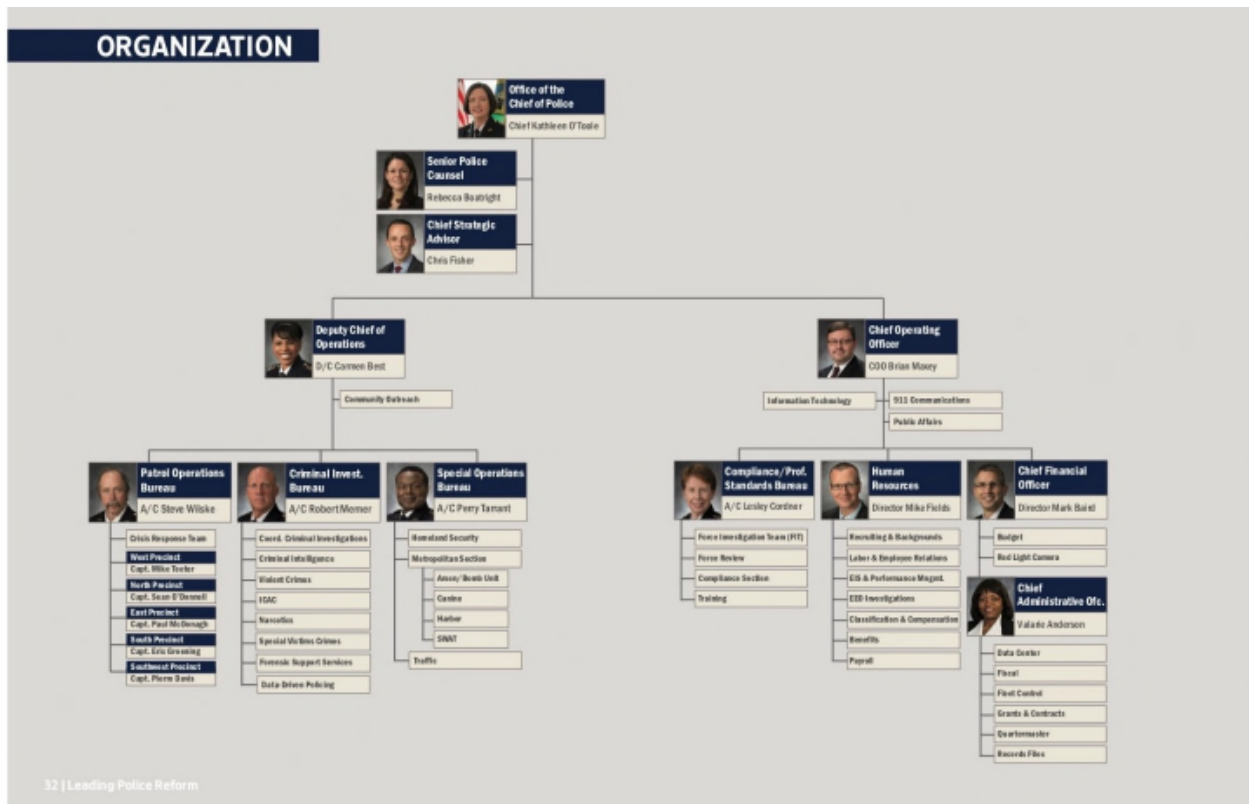 ORGANIZATION
Office of the
Chief of Police
Chief Kathleen O'Toole
Senior Police
Counsel
Rebecca Boatright
Chief Strategic
Advisor
Chris Fisher
Deputy Chief of
Operations
D/C Carmen Best
Community Outreach
Chief Operating
Officer
COO Brian Maxey
Information Technology
911 Communications
Public Affairs
Patrol Operations
Bureau
A/C Steve Wilske
Crisis Response Team
West Precinct
Capt. Mike Teeter
North Precinct
Capt. Sean O'Donnell
East Precinct
Capt. Paul McDonagh
South Precinct
Capt. Eric Greening
Southwest Precinct
Capt. Pierre Davis
Criminal Invest.
Bureau
A/C Robert Merner
Coord. Criminal Investigations
Criminal Intelligence
Violent Crimes
ICAC
Narcotics
Special Victims Crimes
Forensic Support Services
Data-Driven Policing
Special Operations
Bureau
A/C Perry Tarrant
Homeland Security
Metropolitan Section
Arson/Bomb Unit
Canine
Harbor
SWAT
Traffic
Compliance/Prof.
Standards Bureau
A/C Lesley Cordner
Force Investigation Team (FIT)
Force Review
Compliance Section
Training
Human
Resources
Director Mike Fields
Recruiting & Backgrounds
Labor & Employee Relations
EIS & Performance Mngmt.
EEO Investigations
Classification & Compensation
Benefits
Payroll
Chief Financial
Officer
Director Mark Baird
Budget
Red Light Camera
Chief
Administrative Ofc.
Valarie Anderson
Data Center
Fiscal
Fleet Control
Grants & Contracts
Quartermaster
Records Files
32 | Leading Police Reform